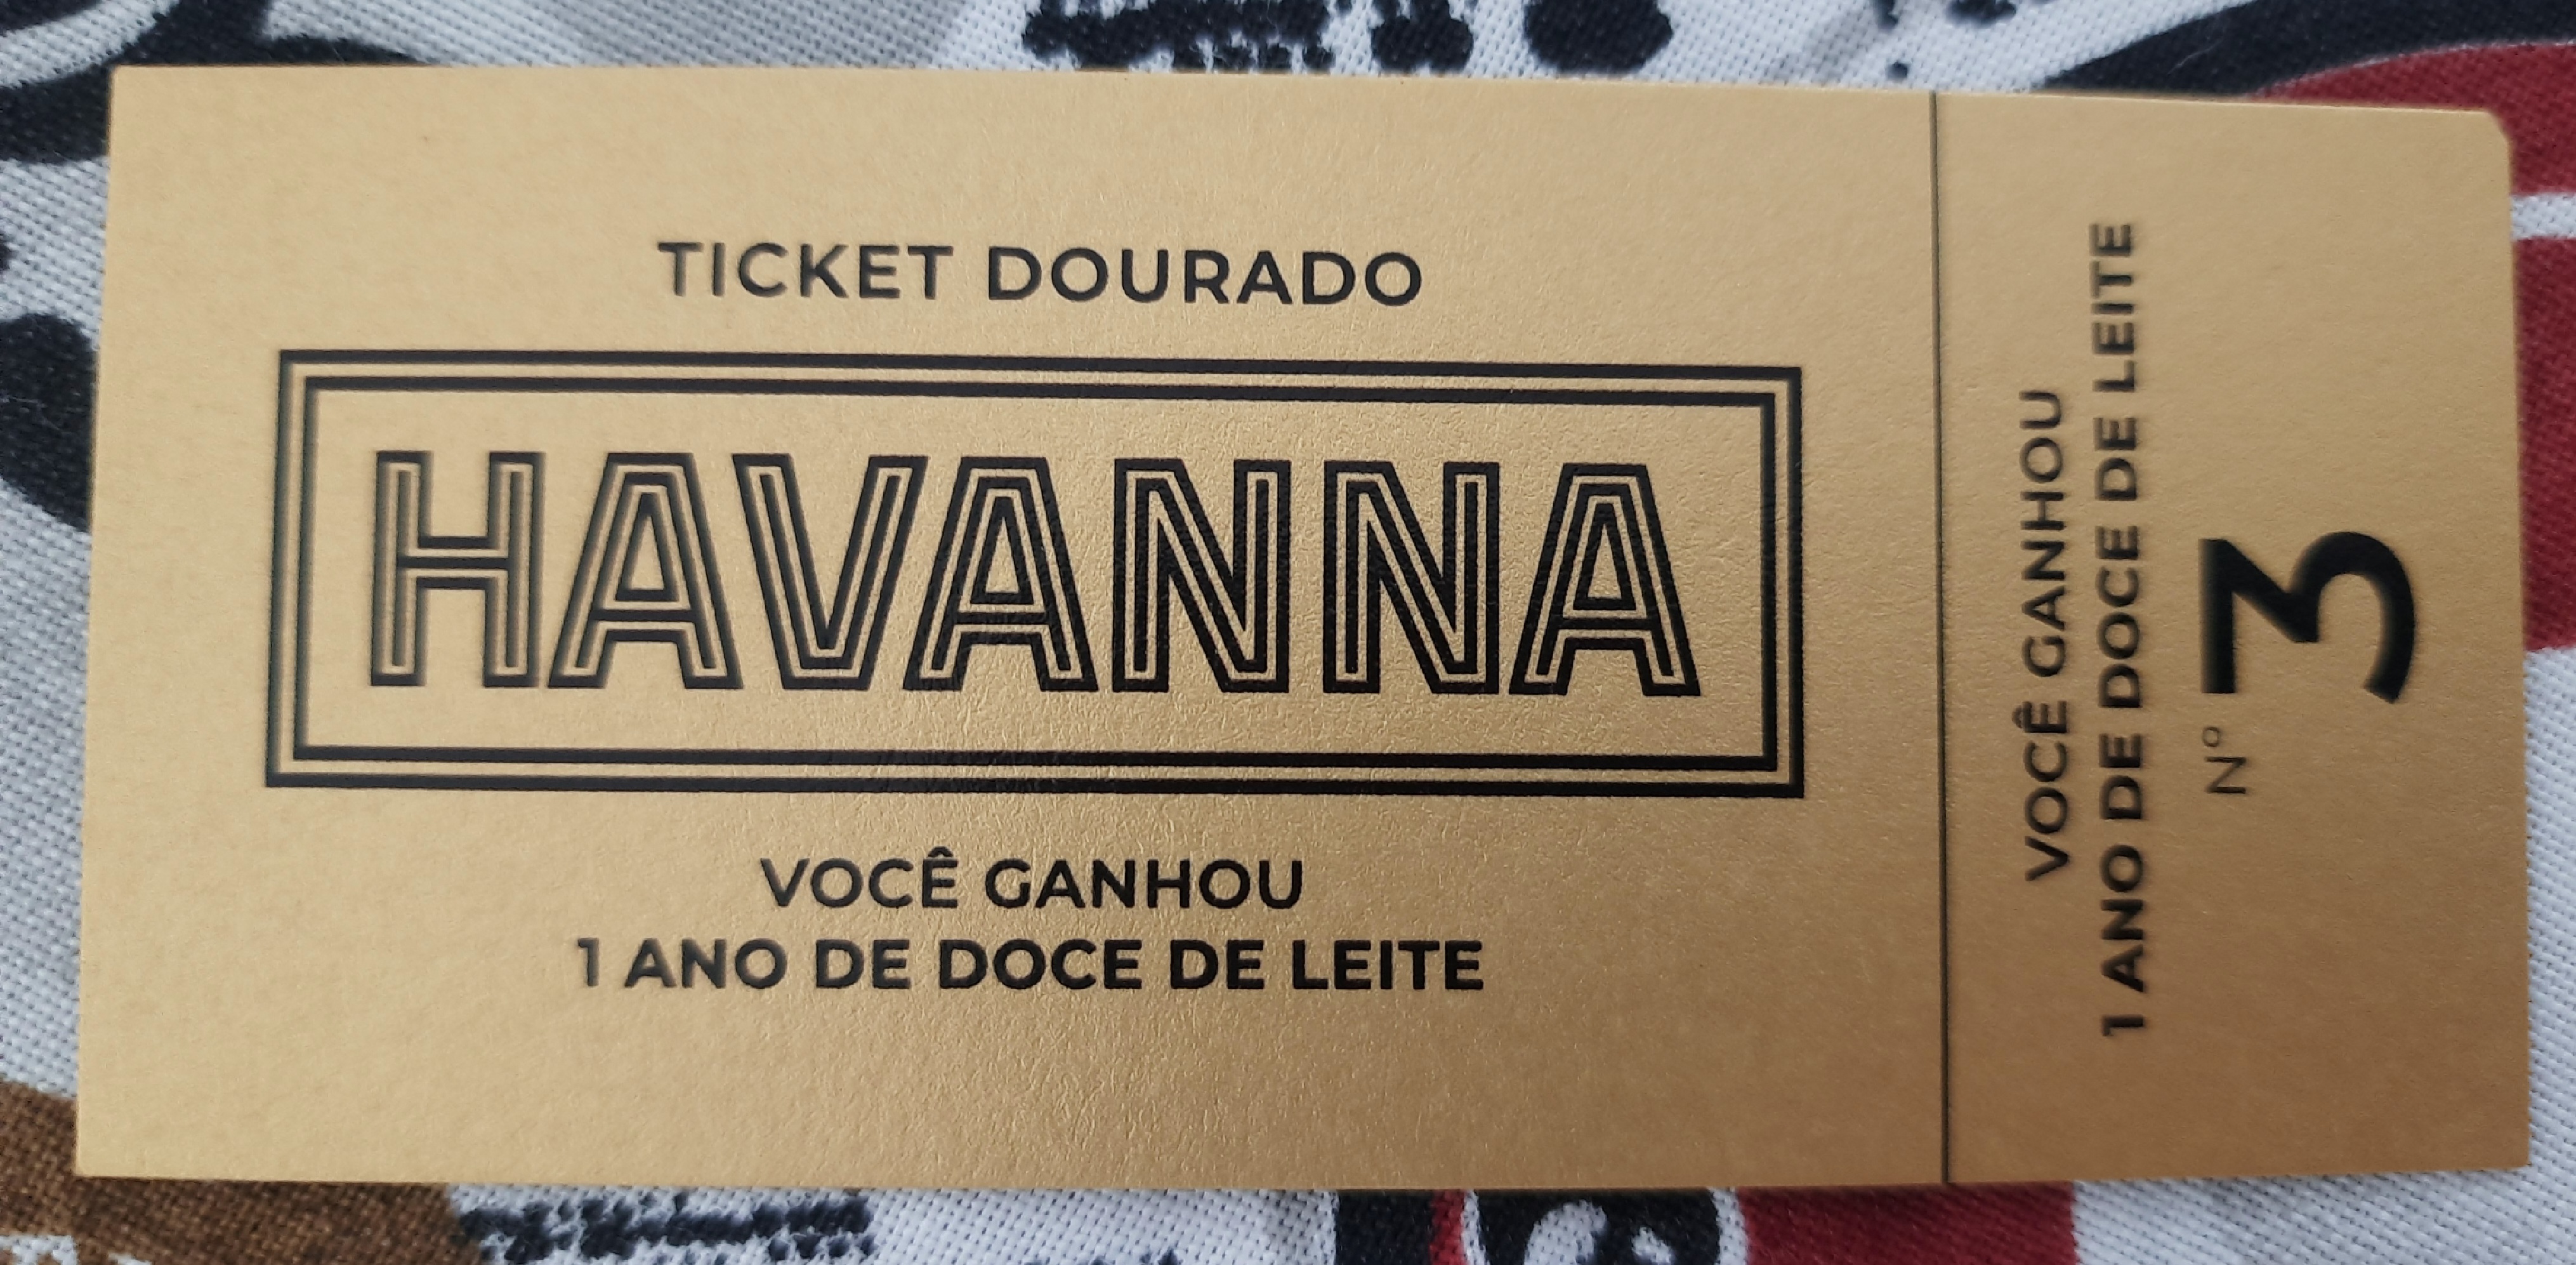 TICKET DOURADO
HAVANNA
VOCÊ GANHOU
1 ANO DE DOCE DE LEITE
VOCÊ GANHOU
1 ANO DE DOCE DE LEITE
Nº 3